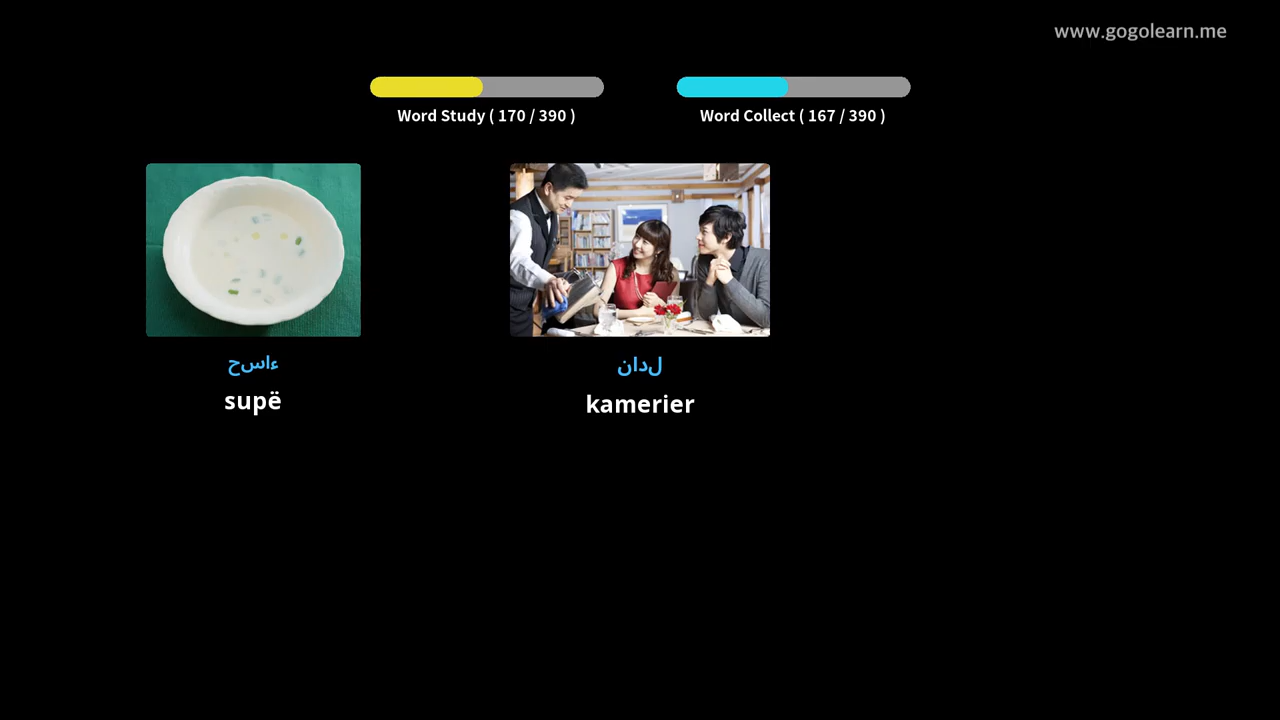 www.gogolearn.me
Word Study ( 170 / 390 )
Word Collect ( 167 / 390 )
ءاسح
supë
لدان
kamerier